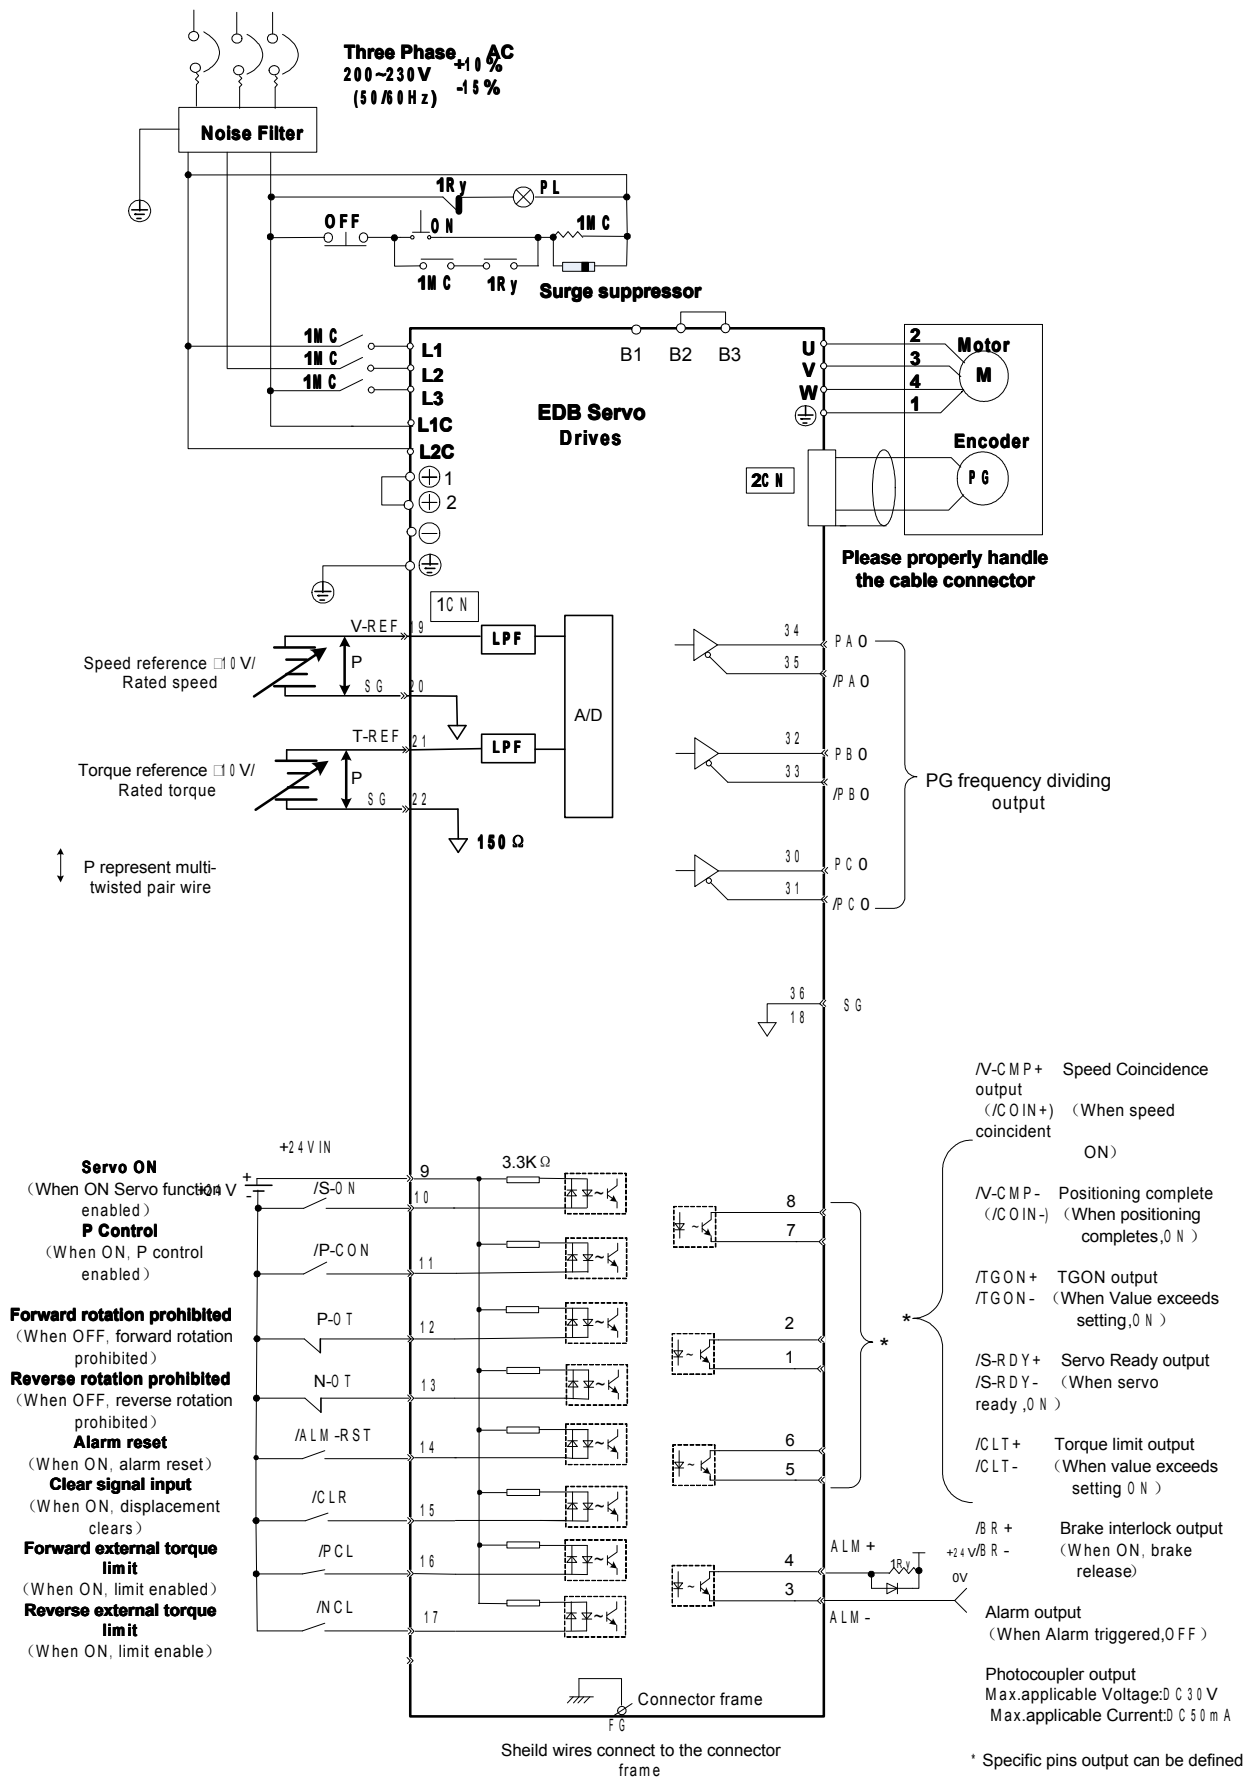 Three Phase AC
200~230V +10%
-15%
(50/60Hz)
Noise Filter
1Ry
PL
OFF
ON
1MC
1MC
1Ry
Surge suppressor
1MC
1MC
1MC
L1
L2
L3
L1C
L2C
1
2
B1
B2
B3
EDB Servo
Drives
U
V
W
2
3
4
1
Motor
M
Encoder
PG
2CN
Please properly handle
the cable connector
1CN
V-REF
19
LPF
Speed reference □10V/
Rated speed
P
SG
20
A/D
T-REF
21
LPF
Torque reference □10V/
Rated torque
P
SG
22
150Ω
P represent multi-
twisted pair wire
34
PAO
35
/PAO
32
PBO
33
/PBO
30
PCO
31
/PCO
PG frequency dividing
output
36
18
SG
+24VIN
Servo ON
(When ON Servo function
enabled)
+24V
+
-
9
3.3KΩ
/S-ON
10
P Control
(When ON, P control
enabled)
/P-CON
11
Forward rotation prohibited
(When OFF, forward rotation
prohibited)
P-OT
12
Reverse rotation prohibited
(When OFF, reverse rotation
prohibited)
N-OT
13
Alarm reset
(When ON, alarm reset)
/ALM-RST
14
Clear signal input
(When ON, displacement
clears)
/CLR
15
Forward external torque
limit
(When ON, limit enabled)
/PCL
16
Reverse external torque
limit
(When ON, limit enable)
/NCL
17
8
7
2
1
6
5
4
3
*
*
ALM+
ALM-
1Ry
+24V
0V
/V-CMP+ Speed Coincidence
output
(/COIN+) (When speed
coincident
ON)
/V-CMP- Positioning complete
(/COIN-) (When positioning
completes,ON)
/TGON+ TGON output
/TGON- (When Value exceeds
setting,ON)
/S-RDY+ Servo Ready output
/S-RDY- (When servo
ready ,ON)
/CLT+ Torque limit output
/CLT- (When value exceeds
setting ON)
/BR+ Brake interlock output
/BR- (When ON, brake
release)
Alarm output
(When Alarm triggered,OFF)
Photocoupler output
Max.applicable Voltage:DC30V
Max.applicable Current:DC50mA
Connector frame
FG
Sheild wires connect to the connector
frame
* Specific pins output can be defined